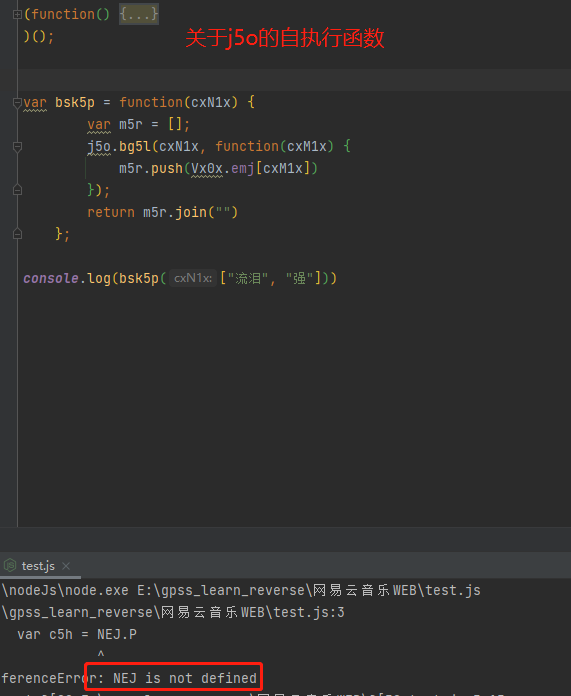 (function() {...}
)();
关于j5o的自执行函数
var bsk5p = function(cxN1x) {
var m5r = [];
j5o.bg5l(cxN1x, function(cxM1x) {
m5r.push(Vx0x.emj[cxM1x])
});
return m5r.join("")
};
console.log(bsk5p( cxN1x: ["流泪", "强"]))
test.js ×
\nodeJs\node.exe E:\gpss_learn_reverse\网易云音乐WEB\test.js
\gpss_learn_reverse\网易云音乐WEB\test.js:3
var c5h = NEJ.P
^
ferenceError: NEJ is not defined